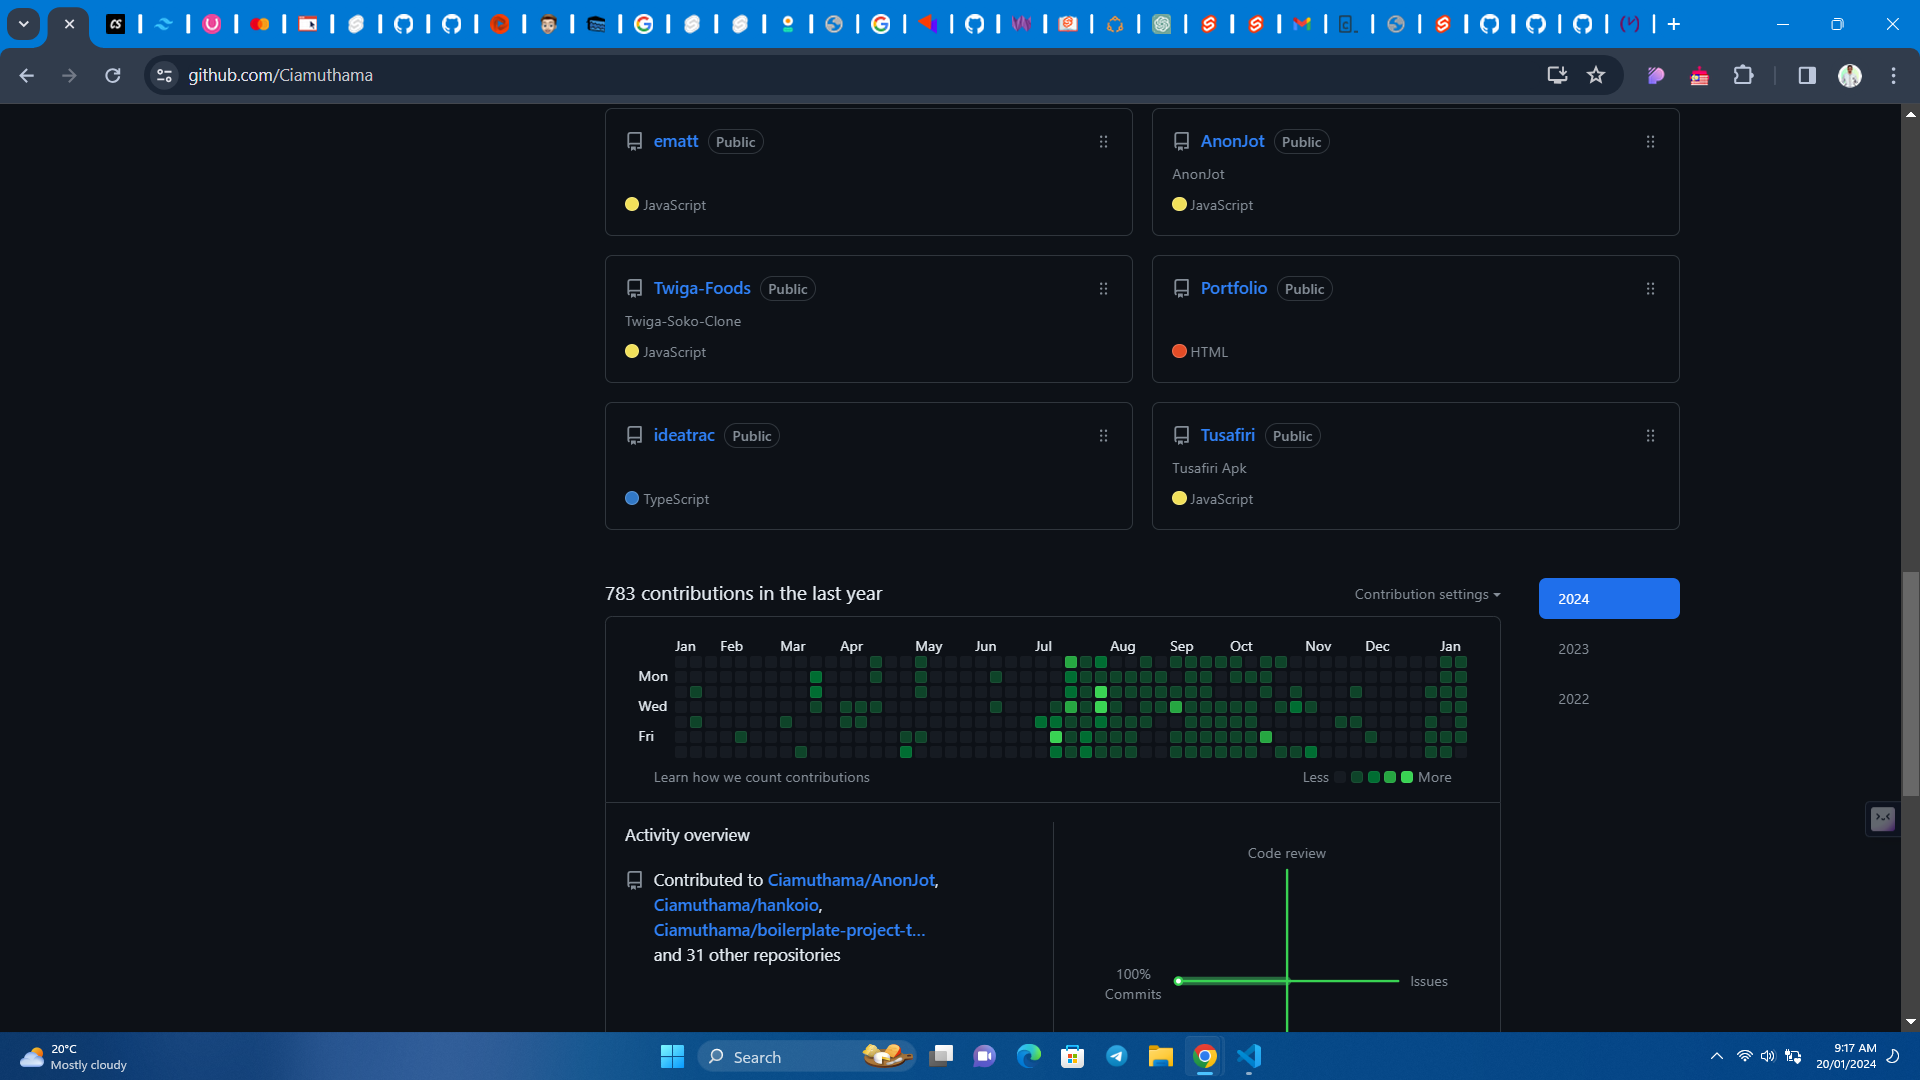 github.com/Ciamuthama
ematt Public
JavaScript
AnonJot Public
AnonJot
JavaScript
Twiga-Foods Public
Twiga-Soko-Clone
JavaScript
Portfolio Public
HTML
ideatrac Public
TypeScript
Tusafiri Public
Tusafiri Apk
JavaScript
783 contributions in the last year
Contribution settings
2024
2023
2022
Jan Feb Mar Apr May Jun Jul Aug Sep Oct Nov Dec Jan
Mon
Wed
Fri
Learn how we count contributions
Less More
Activity overview
Contributed to Ciamuthama/AnonJot,
Ciamuthama/hankoio,
Ciamuthama/boilerplate-project-t...
and 31 other repositories
Code review
100%
Commits
Issues
20°C
Mostly cloudy
Search
9:17 AM
20/01/2024